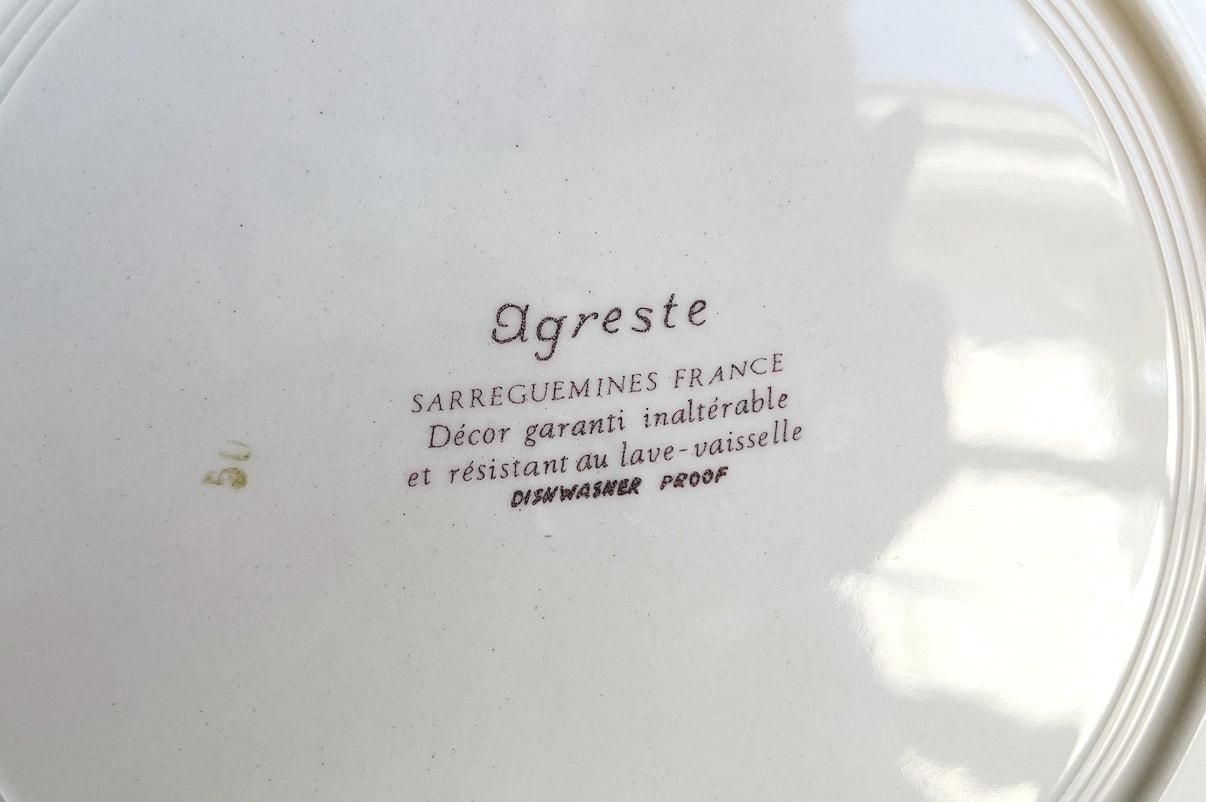 Agreste
SARREGUEMINES FRANCE
Décor garanti inaltérable
et résistant au lave-vaisselle
DISHWASHER PROOF